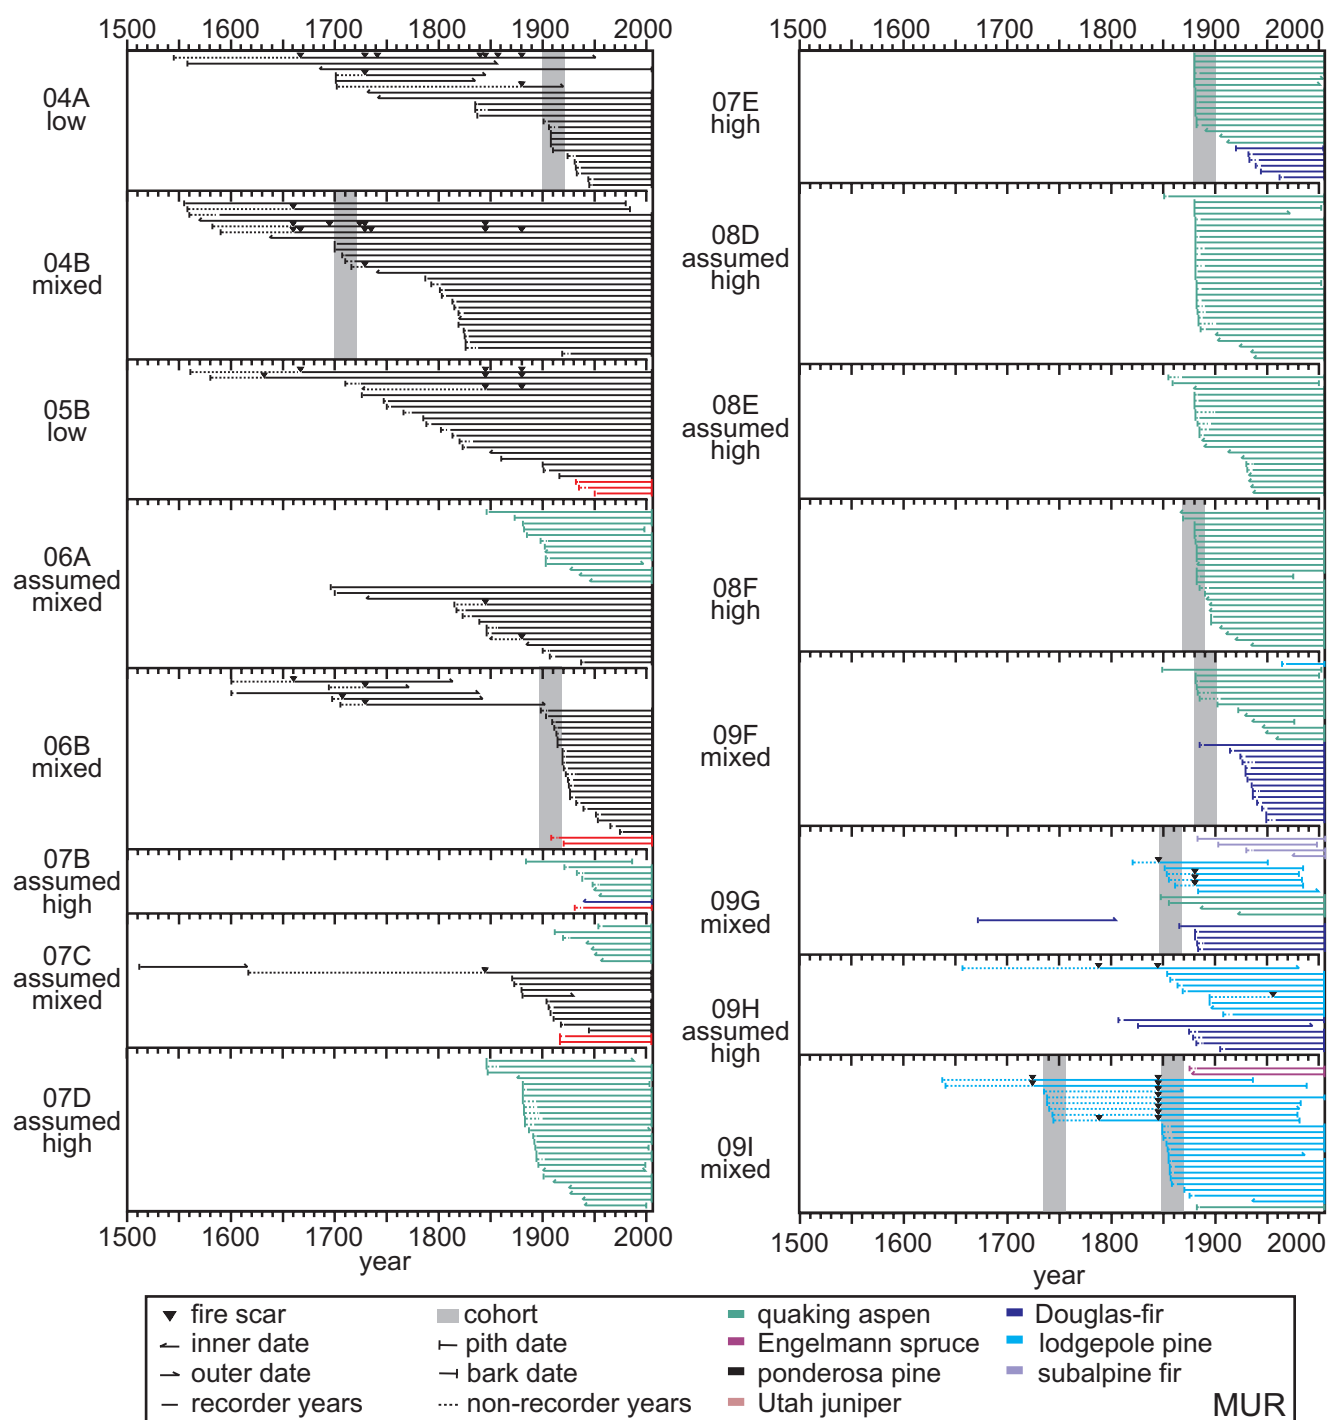 1500 1600 1700 1800 1900 2000
04A
low
04B
mixed
05B
low
06A
assumed
mixed
06B
mixed
07B
assumed
high
07C
assumed
mixed
07D
assumed
high
1500 1600 1700 1800 1900 2000
year
1500 1600 1700 1800 1900 2000
07E
high
08D
assumed
high
08E
assumed
high
08F
high
09F
mixed
09G
mixed
09H
assumed
high
09I
mixed
1500 1600 1700 1800 1900 2000
year
fire scar
inner date
outer date
recorder years
cohort
pith date
bark date
non-recorder years
quaking aspen
Engelmann spruce
ponderosa pine
Utah juniper
Douglas-fir
lodgepole pine
subalpine fir
MUR